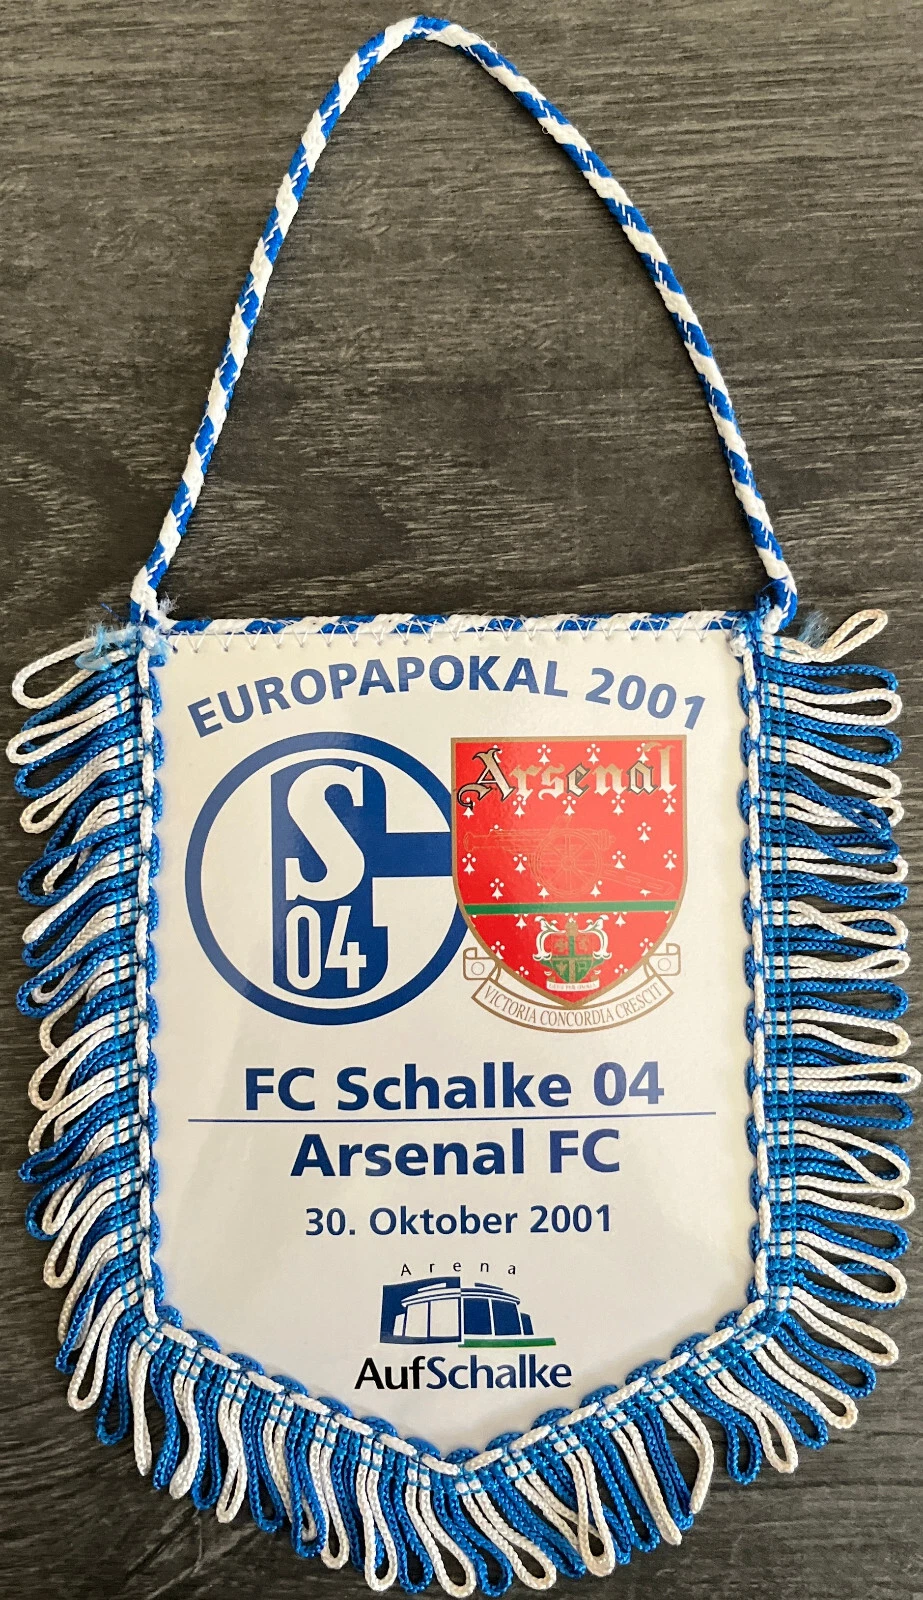 EUROPAPOKAL 2001
S
04
Arsenal
VICTORIA CONCORDIA CRESCIT
FC Schalke 04
Arsenal FC
30. Oktober 2001
Arena
AufSchalke